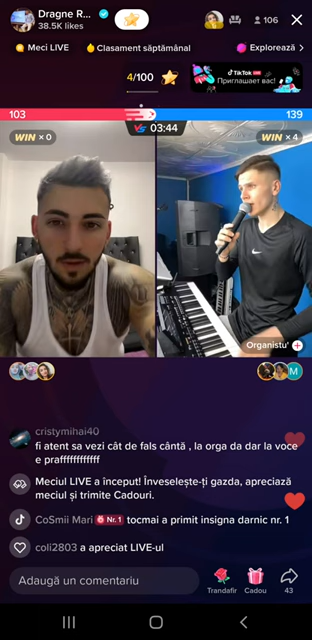 Dragne R...
38.5K likes
106
Meci LIVE
Clasament săptămânal
Explorează
4/100
TikTok LIVE
Приглашает вас!
103
VS 03:44
139
WIN × 0
WIN × 4
Organistu'
M
cristymihai40
fi atent sa vezi cât de fals cântă , la orga da dar la voce
e praffffffffffff
Meciul LIVE a început! Înveselește-ți gazda, apreciază
meciul și trimite Cadouri.
CoSmii Mari Nr. 1 tocmai a primit insigna darnic nr. 1
coli2803 a apreciat LIVE-ul
Adaugă un comentariu
Trandafir
Cadou
43